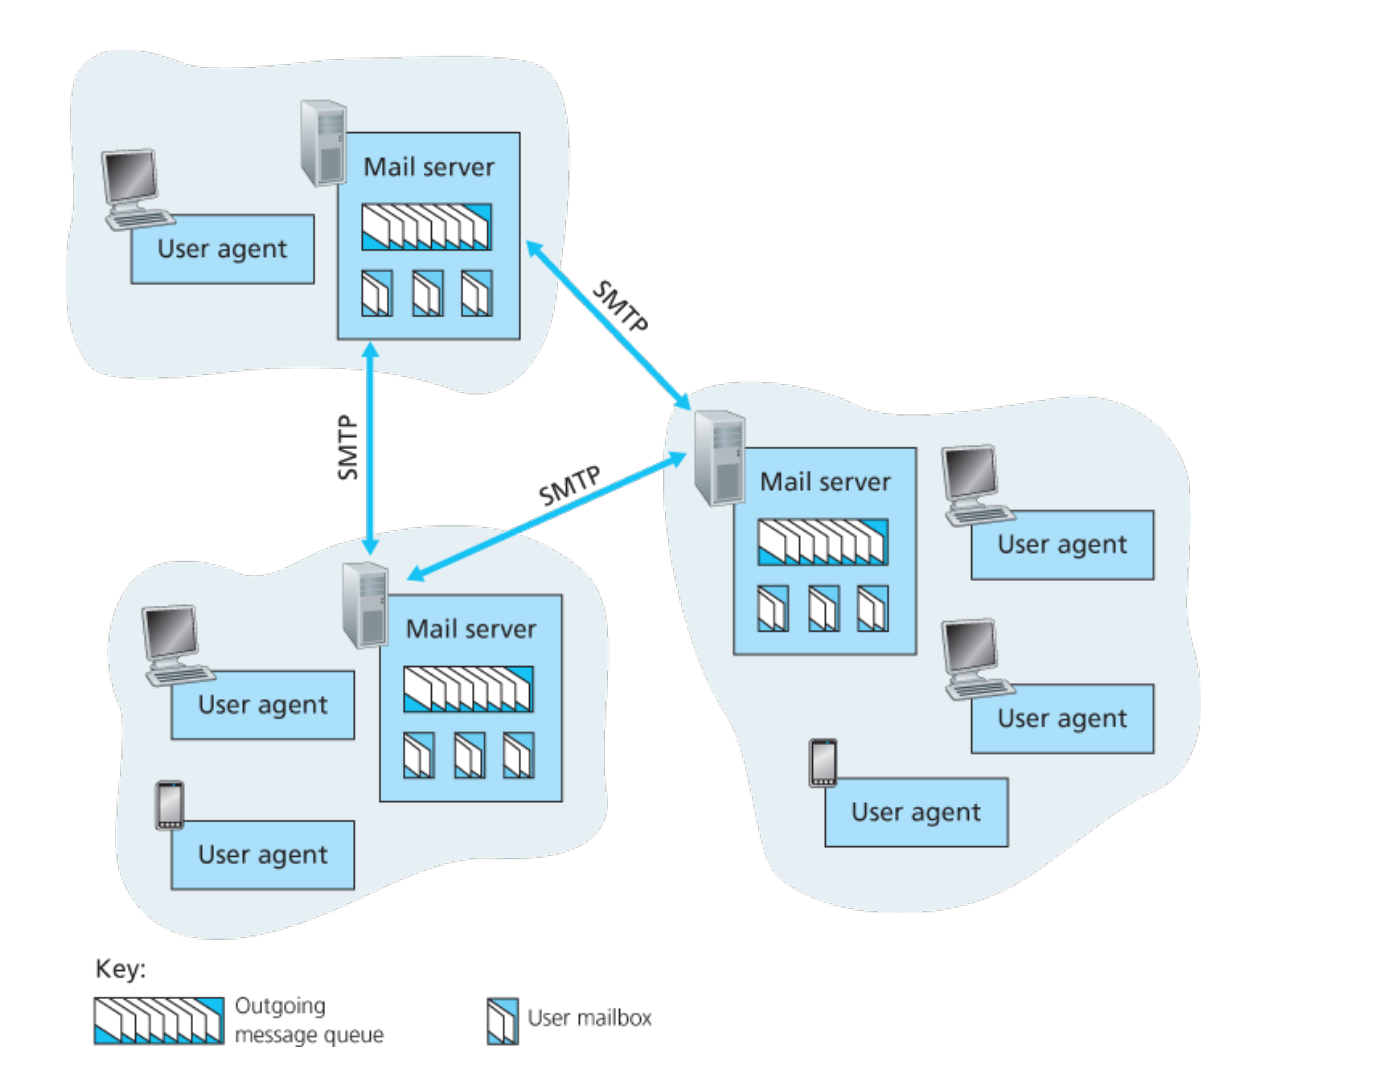 Mail server
User agent
SMTP
SMTP
SMTP
Mail server
User agent
User agent
User agent
Mail server
User agent
User agent
Key:
Outgoing
message queue
User mailbox